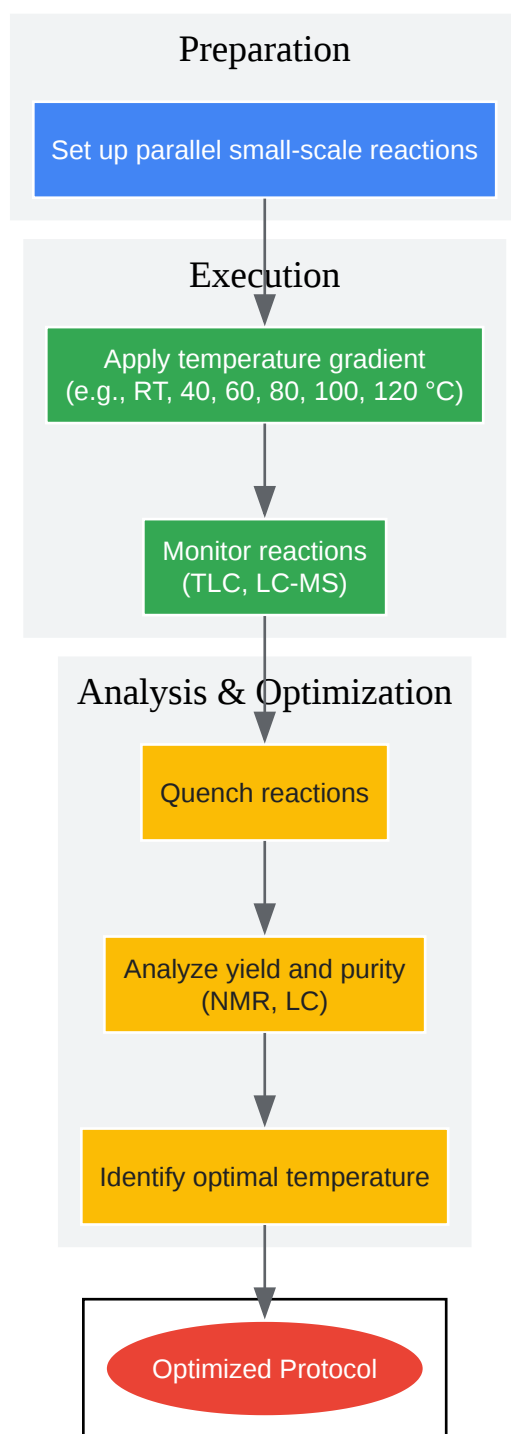 Preparation
Set up parallel small-scale reactions
Execution
Apply temperature gradient
(e.g., RT, 40, 60, 80, 100, 120 °C)
Monitor reactions
(TLC, LC-MS)
Analysis & Optimization
Quench reactions
Analyze yield and purity
(NMR, LC)
Identify optimal temperature
Optimized Protocol